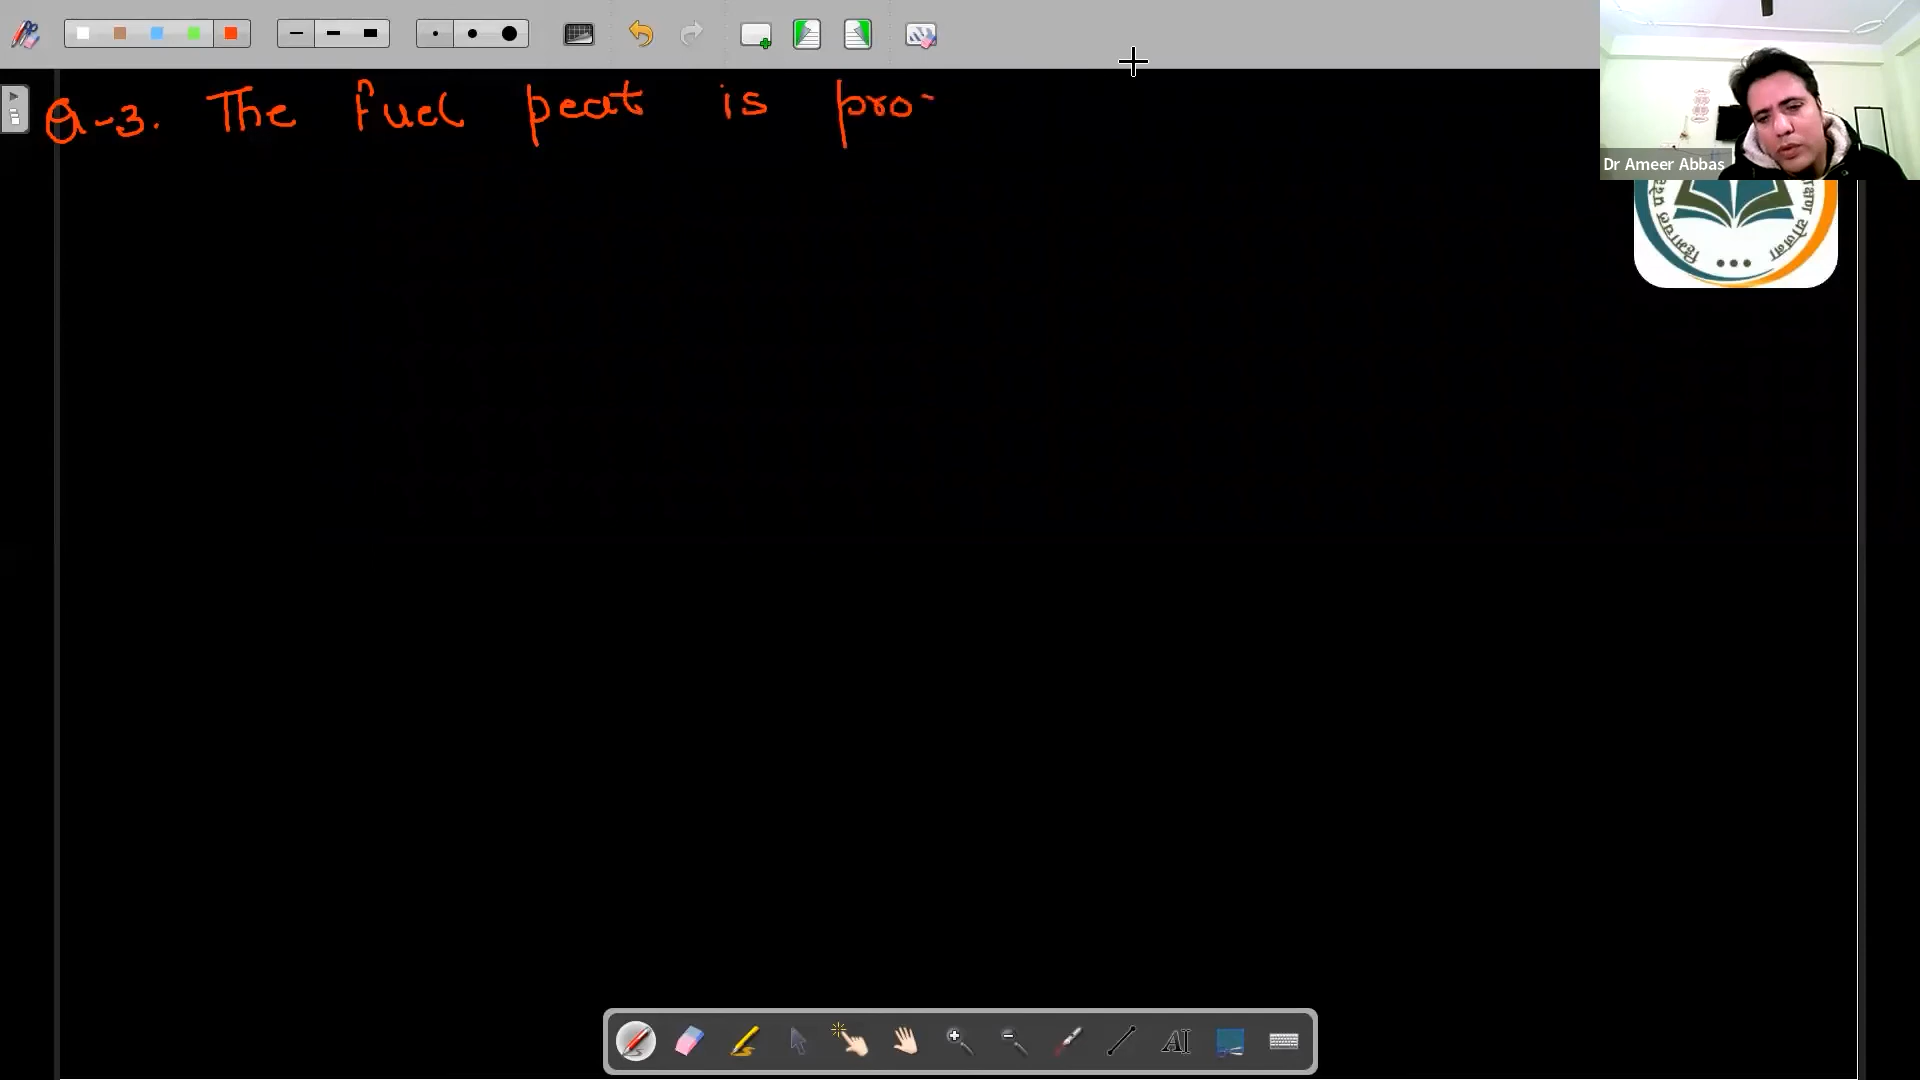 Q-3. The fuel peat is pro-
Dr Ameer Abbas